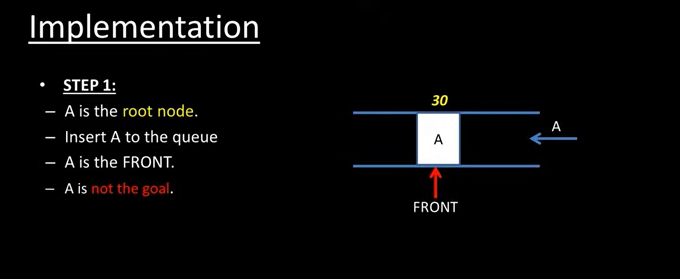 Implementation
• STEP 1:
– A is the root node.
– Insert A to the queue
– A is the FRONT.
– A is not the goal.
30
A
A
FRONT